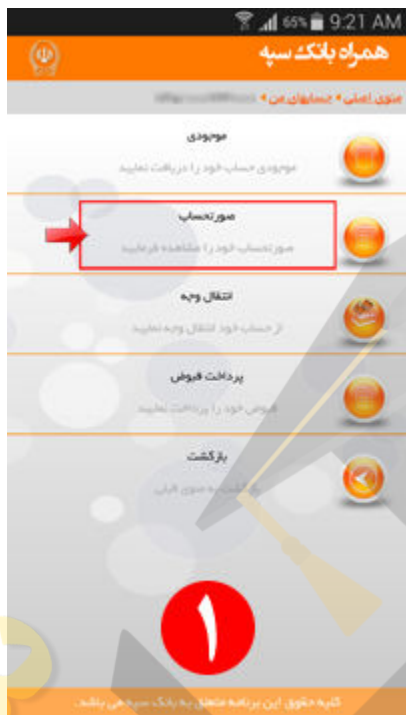 65% 9:21 AM
همراه بانک سپه
منوی اصلی حسابهای من
موجودی
موجودی حساب خود را دریافت نمایید
صورتحساب
صورتحساب خود را مشاهده فرمایید
انتقال وجه
از حساب خود انتقال وجه نمایید
پرداخت قبوض
قبوض خود را پرداخت نمایید
بازگشت
بازگشت به منوی قبلی
۱
کلیه حقوق این برنامه متعلق به بانک سپه می باشد.